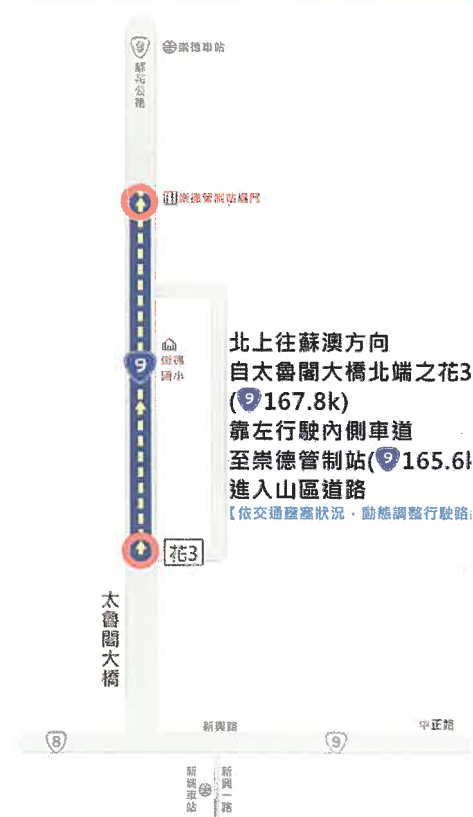 9
蘇花公路
崇德車站
崇德管制站
北上往蘇澳方向
自太魯閣大橋北端之花3
(9 167.8k)
靠左行駛內側車道
至崇德管制站(9 165.6
進入山區道路
【依交通壅塞狀況,動態調整行駛路
9
國小
花3
太魯閣大橋
新興路
中正路
8
9
新城車站
新興一路